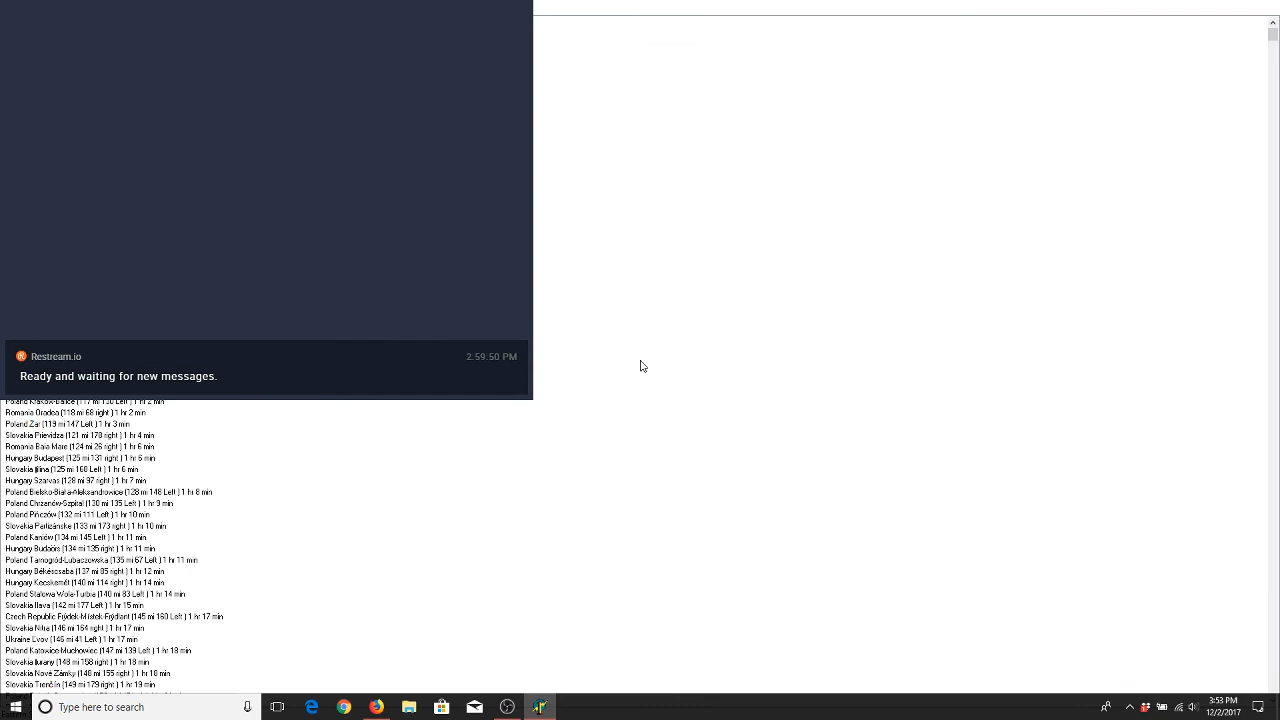 Restream.io
2:59:50 PM
Ready and waiting for new messages.
Poland Kraków-Balice (117 mi 130 Left ) 1 hr 2 min
Romania Oradea (118 mi 68 right ) 1 hr 2 min
Poland Żar (119 mi 147 Left ) 1 hr 3 min
Slovakia Prievidza (121 mi 178 right ) 1 hr 4 min
Romania Baia Mare (124 mi 26 right ) 1 hr 6 min
Hungary Budapest (125 mi 131 right ) 1 hr 6 min
Slovakia (125 mi 168 Left ) 1 hr 6 min
Hungary Szarvas (128 mi 97 right ) 1 hr 7 min
Poland Bielsko-Biala-Aleksandrowice (128 mi 148 Left ) 1 hr 8 min
Poland Chrzanów-Szpital (130 mi 135 Left ) 1 hr 9 min
Poland Pińczów (132 mi 111 Left ) 1 hr 10 min
Slovakia Partizánske (133 mi 173 right ) 1 hr 10 min
Poland Kaniów (134 mi 145 Left ) 1 hr 11 min
Hungary Budaörs (134 mi 135 right ) 1 hr 11 min
Poland Tarnogród-Lubaczowska (135 mi 67 Left ) 1 hr 11 min
Hungary Békéscsaba (137 mi 85 right ) 1 hr 12 min
Hungary Kecskemét (140 mi 114 right ) 1 hr 14 min
Poland Stalowa Wola-Turbia (140 mi 83 Left ) 1 hr 14 min
Slovakia Ilava (142 mi 177 Left ) 1 hr 15 min
Czech Republic Frýdek-Místek-Frýdlant (145 mi 160 Left ) 1 hr 17 min
Slovakia Nitra (146 mi 164 right ) 1 hr 17 min
Ukraine Lvov (146 mi 41 Left ) 1 hr 17 min
Poland Katowice-Muchowiec (147 mi 139 Left ) 1 hr 18 min
Slovakia (148 mi 158 right ) 1 hr 18 min
Slovakia Nové Zámky (148 mi 155 right ) 1 hr 18 min
Slovakia Trenčín (149 mi 179 right ) 1 hr 19 min
Type here to search
3:53 PM
12/2/2017